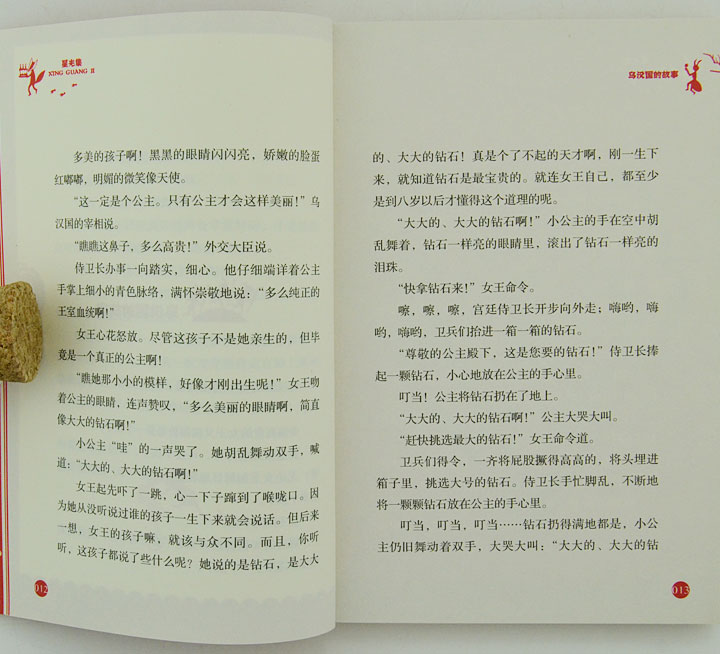 星光集
XING GUANG JI
多美的孩子啊！黑黑的眼睛闪闪亮，娇嫩的脸蛋
红嘟嘟，明媚的微笑像天使。
“这一定是个公主。只有公主才会这样美丽！”乌
汉国的宰相说。
“瞧瞧这鼻子，多么高贵！”外交大臣说。
侍卫长办事一向踏实，细心。他仔细端详着公主
手掌上细小的青色脉络，满怀崇敬地说：“多么纯正的
王室血统啊！”
女王心花怒放。尽管这孩子不是她亲生的，但毕
竟是一个真正的公主啊！
“瞧她那小小的模样，好像才刚出生呢！”女王吻
着公主的眼睛，连声赞叹，“多么美丽的眼睛啊，简直
像大大的钻石啊！”
小公主“哇”的一声哭了。她胡乱舞动双手，喊
道：“大大的、大大的钻石啊！”
女王起先吓了一跳，心一下子蹿到了喉咙口。因
为她从没听说过谁的孩子一生下来就会说话。但后来
一想，女王的孩子嘛，就该与众不同。而且，你听
听，这孩子都说了些什么呢？她说的是钻石，是大大
012
乌汉国的故事
的、大大的钻石！真是个了不起的天才啊，刚一生下
来，就知道钻石是最宝贵的。就连女王自己，都至少
是到八岁以后才懂得这个道理的呢。
“大大的、大大的钻石啊！”小公主的手在空中胡
乱舞着，钻石一样亮的眼睛里，滚出了钻石一样亮的
泪珠。
“快拿钻石来！”女王命令。
嚓，嚓，嚓，宫廷侍卫长开步向外走；嗨哟，嗨
哟，嗨哟，卫兵们抬进一箱一箱的钻石。
“尊敬的公主殿下，这是您要的钻石！”侍卫长捧
起一颗钻石，小心地放在公主的手心里。
叮当！公主将钻石扔在了地上。
“大大的、大大的钻石啊！”公主大哭大叫。
“赶快挑选最大的钻石！”女王命令道。
卫兵们得令，一齐将屁股撅得高高的，将头埋进
箱子里，挑选大号的钻石。侍卫长手忙脚乱，不断地
将一颗颗钻石放在公主的手心里。
叮当，叮当，叮当……钻石扔得满地都是，小公
主仍旧舞动着双手，大哭大叫：“大大的、大大的钻
013